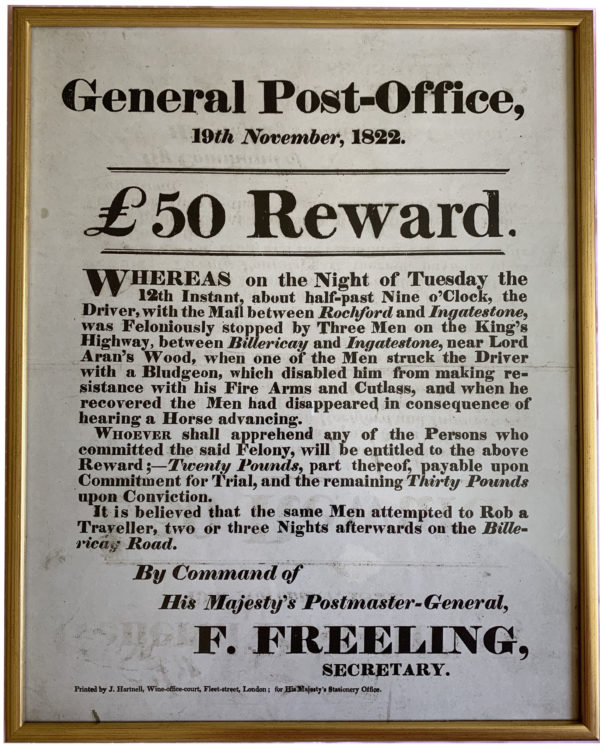 General Post-Office,
19th November, 1822.
£50 Reward.
WHEREAS on the Night of Tuesday the
12th Instant, about half-past Nine o'Clock, the
Driver, with the Mail between Rochford and Ingatestone,
was Feloniously stopped by Three Men on the King's
Highway, between Billericay and Ingatestone, near Lord
Aran's Wood, when one of the Men struck the Driver
with a Bludgeon, which disabled him from making re-
sistance with his Fire Arms and Cutlass, and when he
recovered the Men had disappeared in consequence of
hearing a Horse advancing.
WHOEVER shall apprehend any of the Persons who
committed the said Felony, will be entitled to the above
Reward;—Twenty Pounds, part thereof, payable upon
Commitment for Trial, and the remaining Thirty Pounds
upon Conviction.
It is believed that the same Men attempted to Rob a
Traveller, two or three Nights afterwards on the Bille-
ricay Road.
By Command of
His Majesty's Postmaster-General,
F. FREELING,
SECRETARY.
Printed by J. Hartnell, Wine-office-court, Fleet-street, London; for His Majesty's Stationery Office.